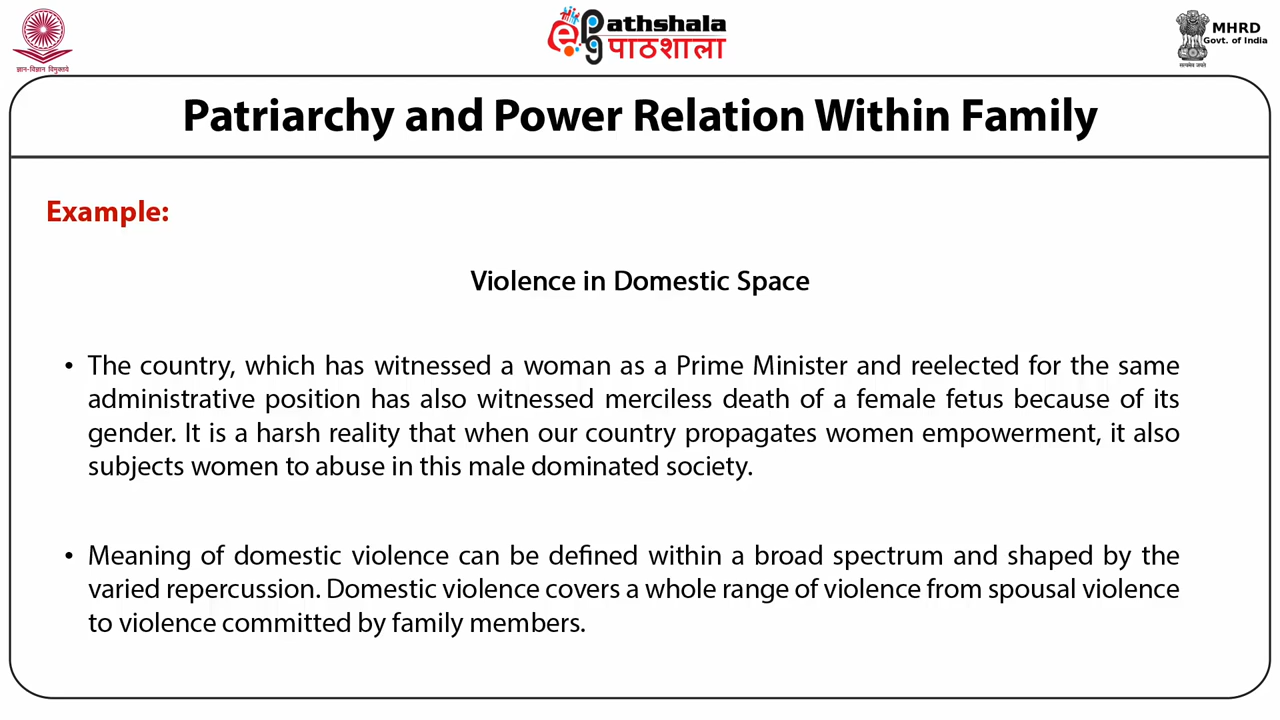 ePathshala
पाठशाला
MHRD
Govt. of India
ज्ञान-विज्ञान विमुक्तये
सत्यमेव जयते
Patriarchy and Power Relation Within Family
Example:
Violence in Domestic Space
• The country, which has witnessed a woman as a Prime Minister and reelected for the same
administrative position has also witnessed merciless death of a female fetus because of its
gender. It is a harsh reality that when our country propagates women empowerment, it also
subjects women to abuse in this male dominated society.
• Meaning of domestic violence can be defined within a broad spectrum and shaped by the
varied repercussion. Domestic violence covers a whole range of violence from spousal violence
to violence committed by family members.